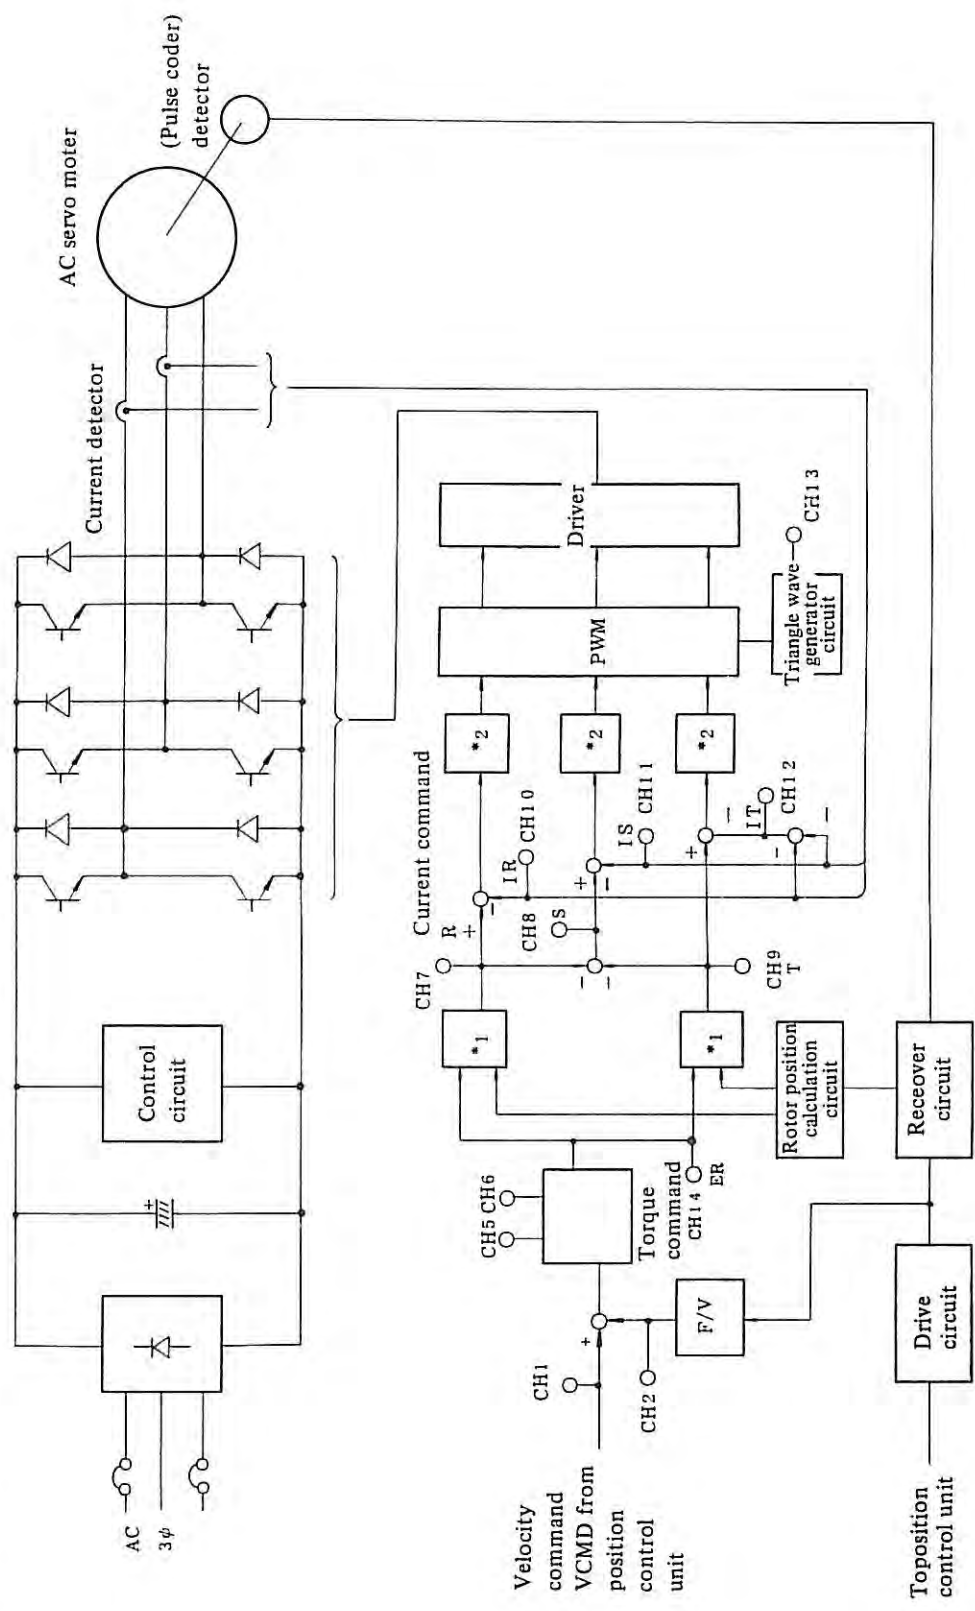 AC servo moter
(Pulse coder)
detector
Current detector
Control
circuit
AC
3φ
+
Current command
R
+
−
CH7
IR
CH10
CH8
S
+
−
IS
CH11
−
−
CH9
T
+
−
IT
CH12
−
−
*1
*1
*2
*2
*2
PWM
Driver
Triangle wave
generator
circuit
CH13
Rotor position
calculation
circuit
Receover
circuit
CH5
CH6
Torque
command
CH14
ER
CH1
+
CH2
F/V
Drive
circuit
Velocity
command
VCMD from
position
control
unit
Toposition
control unit